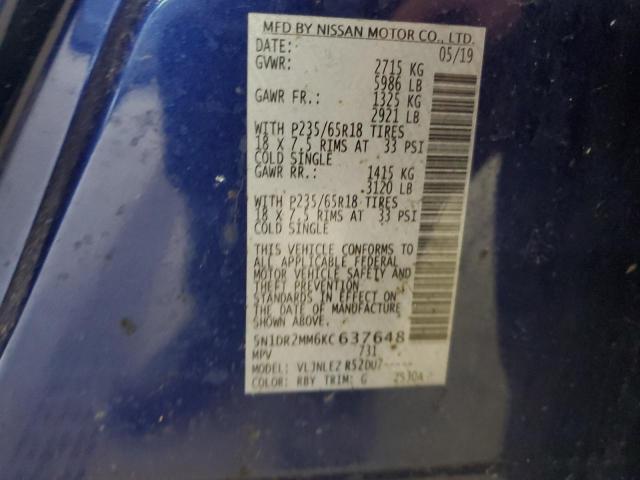 MFD BY NISSAN MOTOR CO., LTD.
DATE: 05/19
GVWR: 2715 KG
5986 LB
GAWR FR.: 1325 KG
2921 LB
WITH P235/65R18 TIRES
18 X 7.5 RIMS AT 33 PSI
COLD SINGLE
GAWR RR.: 1415 KG
3120 LB
WITH P235/65R18 TIRES
18 X 7.5 RIMS AT 33 PSI
COLD SINGLE
THIS VEHICLE CONFORMS TO
ALL APPLICABLE FEDERAL
MOTOR VEHICLE SAFETY AND
THEFT PREVENTION
STANDARDS IN EFFECT ON
THE DATE OF MANUFACTURE
SHOWN ABOVE.
5N1DR2MM6KC637648
MPV 731
MODEL: VLJNLEZ R52DU7-----
COLOR: RBY TRIM: G 2530A